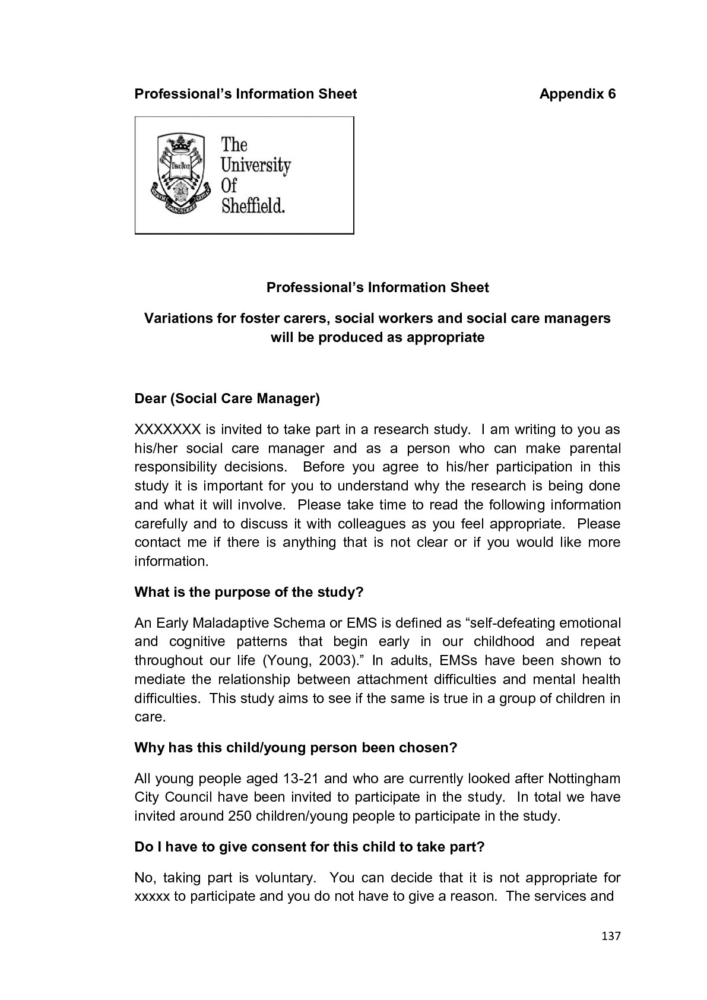 Professional’s Information Sheet Appendix 6
The
University
Of
Sheffield.
Disce Doce
RERVM
COGNOSCERE
CAVSAS
Professional’s Information Sheet
Variations for foster carers, social workers and social care managers
will be produced as appropriate
Dear (Social Care Manager)
XXXXXXX is invited to take part in a research study.  I am writing to you as
his/her social care manager and as a person who can make parental
responsibility decisions.  Before you agree to his/her participation in this
study it is important for you to understand why the research is being done
and what it will involve.  Please take time to read the following information
carefully and to discuss it with colleagues as you feel appropriate.  Please
contact me if there is anything that is not clear or if you would like more
information.
What is the purpose of the study?
An Early Maladaptive Schema or EMS is defined as “self-defeating emotional
and cognitive patterns that begin early in our childhood and repeat
throughout our life (Young, 2003).” In adults, EMSs have been shown to
mediate the relationship between attachment difficulties and mental health
difficulties.  This study aims to see if the same is true in a group of children in
care.
Why has this child/young person been chosen?
All young people aged 13-21 and who are currently looked after Nottingham
City Council have been invited to participate in the study.  In total we have
invited around 250 children/young people to participate in the study.
Do I have to give consent for this child to take part?
No, taking part is voluntary.  You can decide that it is not appropriate for
xxxxx to participate and you do not have to give a reason.  The services and
137